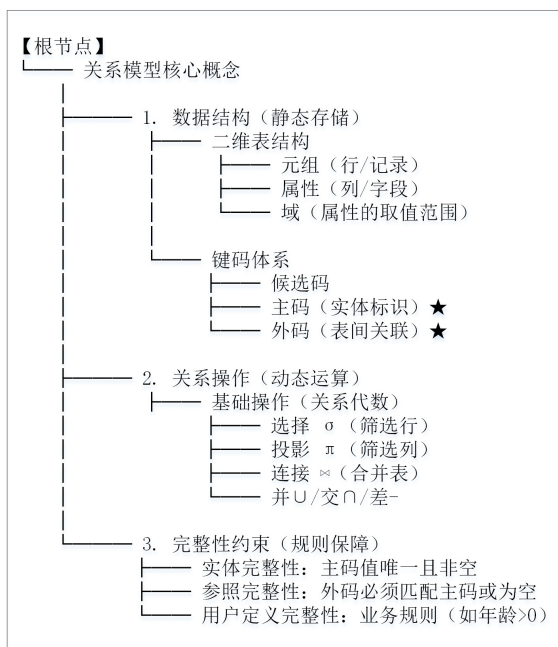 【根节点】
关系模型核心概念
1. 数据结构（静态存储）
二维表结构
元组（行/记录）
属性（列/字段）
域（属性的取值范围）
键码体系
候选码
主码（实体标识）★
外码（表间关联）★
2. 关系操作（动态运算）
基础操作（关系代数）
选择 σ（筛选行）
投影 π（筛选列）
连接 ⋈（合并表）
并∪/交∩/差-
3. 完整性约束（规则保障）
实体完整性：主码值唯一且非空
参照完整性：外码必须匹配主码或为空
用户定义完整性：业务规则（如年龄>0）